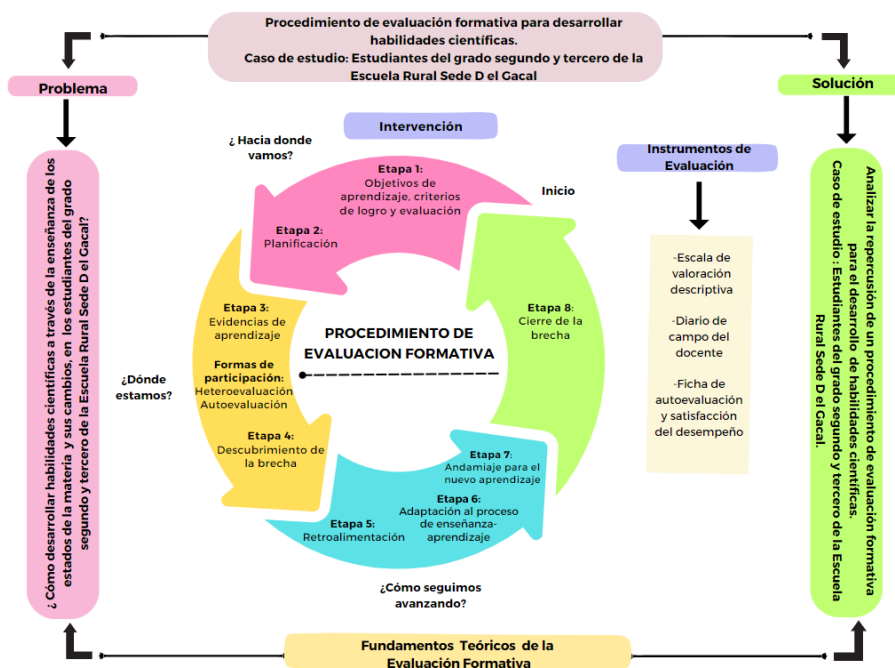 Procedimiento de evaluación formativa para desarrollar
habilidades científicas.
Caso de estudio: Estudiantes del grado segundo y tercero de la
Escuela Rural Sede D el Gacal
Problema
¿ Cómo desarrollar habilidades científicas a través de la enseñanza de los
estados de la materia y sus cambios, en los estudiantes del grado
segundo y tercero de la Escuela Rural Sede D el Gacal?
Intervención
¿ Hacia donde
vamos?
Inicio
Etapa 1:
Objetivos de
aprendizaje, criterios
de logro y evaluación
Etapa 2:
Planificación
Etapa 3:
Evidencias de
aprendizaje
Formas de
participación:
Heteroevaluación
Autoevaluación
¿Dónde
estamos?
Etapa 4:
Descubrimiento de
la brecha
PROCEDIMIENTO DE
EVALUACION FORMATIVA
Etapa 5:
Retroalimentación
Etapa 6:
Adaptación al proceso
de enseñanza-
aprendizaje
Etapa 7:
Andamiaje para el
nuevo aprendizaje
Etapa 8:
Cierre de la
brecha
¿Cómo seguimos
avanzando?
Instrumentos de
Evaluación
-Escala de
valoración
descriptiva
-Diario de
campo del
docente
-Ficha de
autoevaluación
y satisfacción
del desempeño
Solución
Analizar la repercusión de un procedimiento de evaluación formativa
para el desarrollo de habilidades científicas.
Caso de estudio : Estudiantes del grado segundo y tercero de la Escuela
Rural Sede D el Gacal.
Fundamentos Teóricos de la
Evaluación Formativa